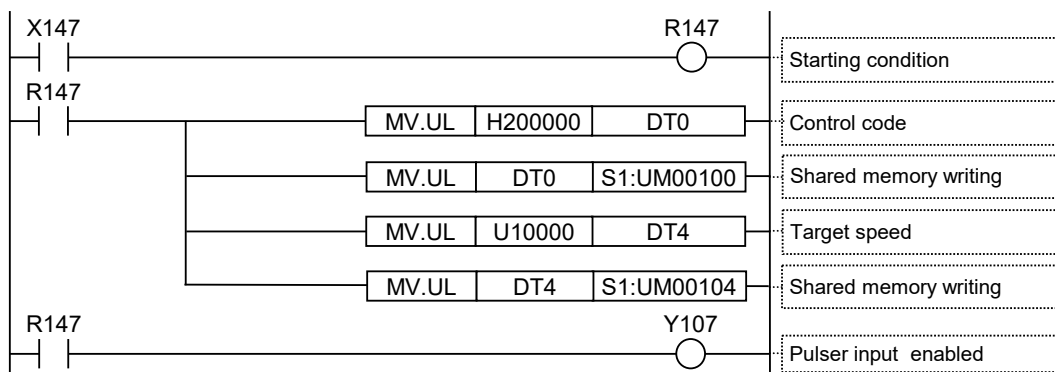 X147 R147
Starting condition
R147
MV.UL H200000 DT0 Control code
MV.UL DT0 S1:UM00100 Shared memory writing
MV.UL U10000 DT4 Target speed
MV.UL DT4 S1:UM00104 Shared memory writing
R147 Y107
Pulser input enabled